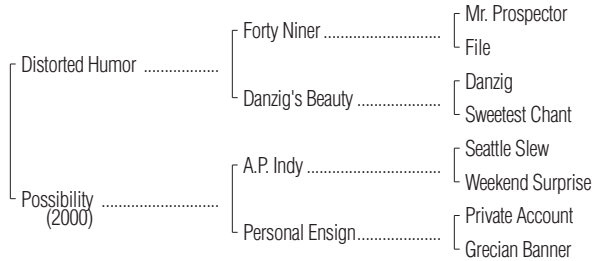 Mr. Prospector
Forty Niner ........................
File
Distorted Humor ..................
Danzig
Danzig's Beauty .................
Sweetest Chant
Seattle Slew
A.P. Indy ...........................
Weekend Surprise
Possibility ...........................
(2000)
Private Account
Personal Ensign.................
Grecian Banner